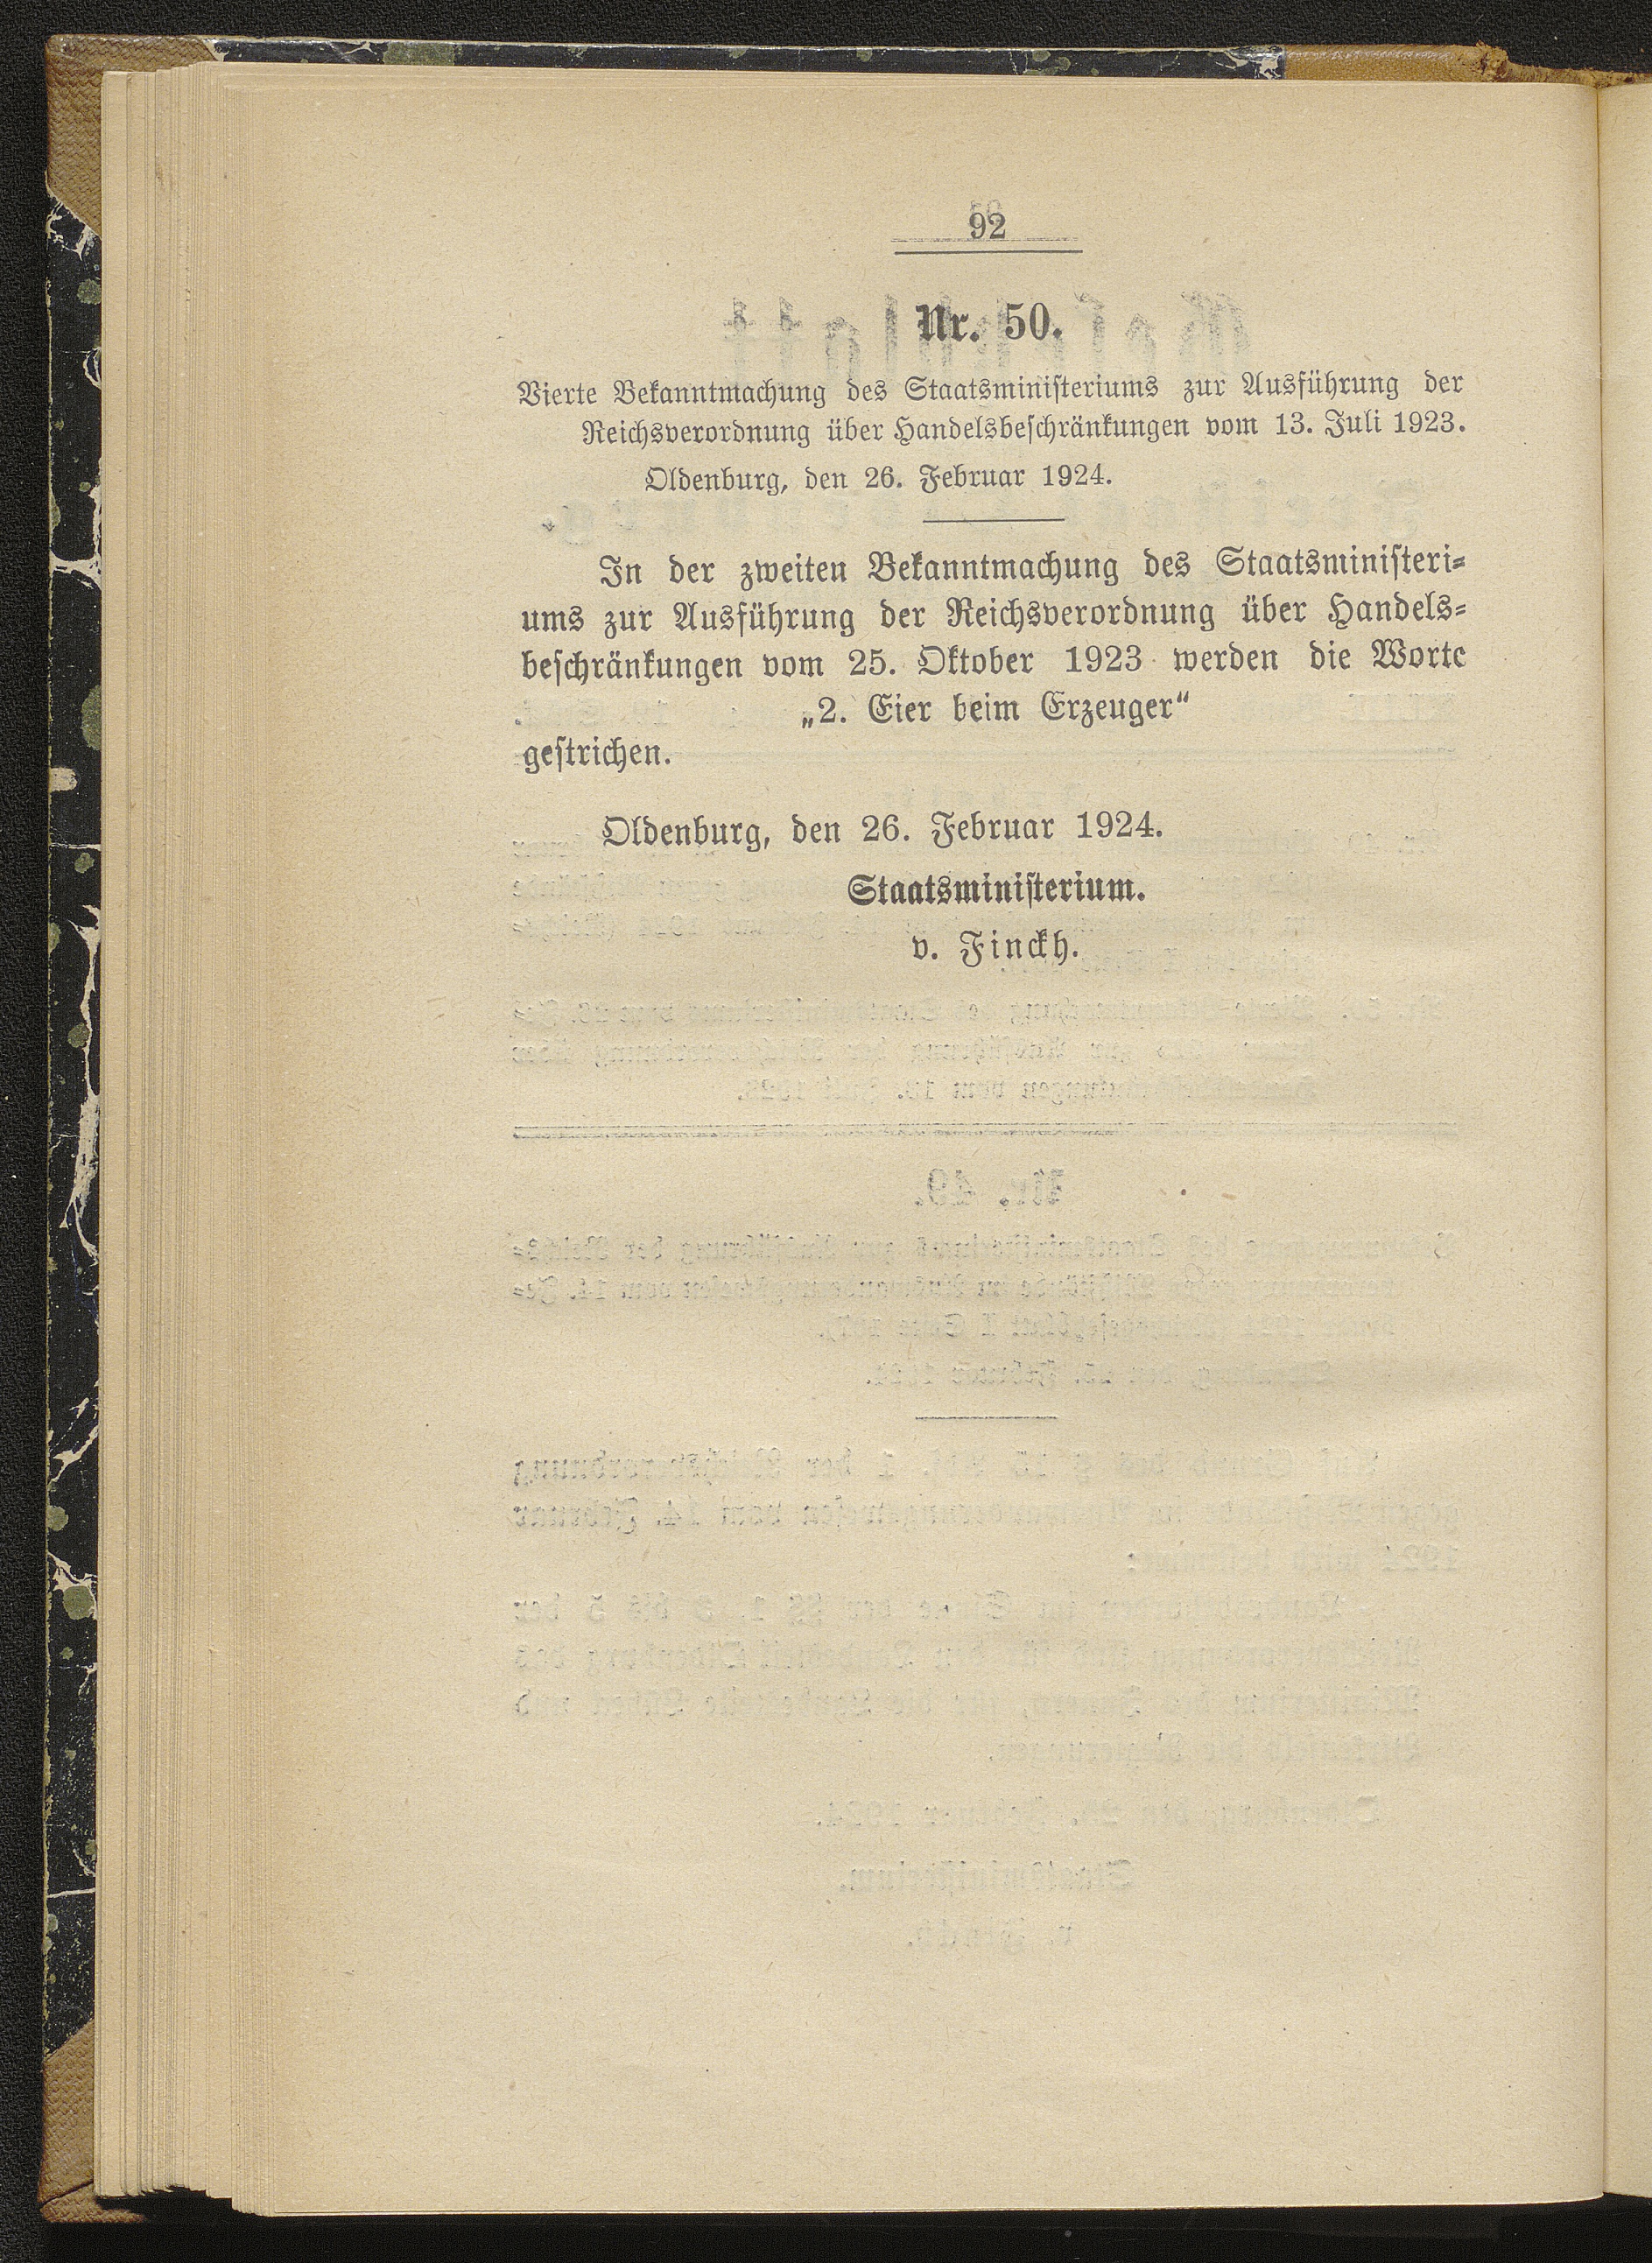 92
Nr. 50.
Vierte Bekanntmachung des Staatsministeriums zur Ausführung der
Reichsverordnung über Handelsbeschränkungen vom 13. Juli 1923.
Oldenburg, den 26. Februar 1924.
In der zweiten Bekanntmachung des Staatsministeri-
ums zur Ausführung der Reichsverordnung über Handels-
beschränkungen vom 25. Oktober 1923 werden die Worte
„2. Eier beim Erzeuger“
gestrichen.
Oldenburg, den 26. Februar 1924.
Staatsministerium.
v. Finckh.